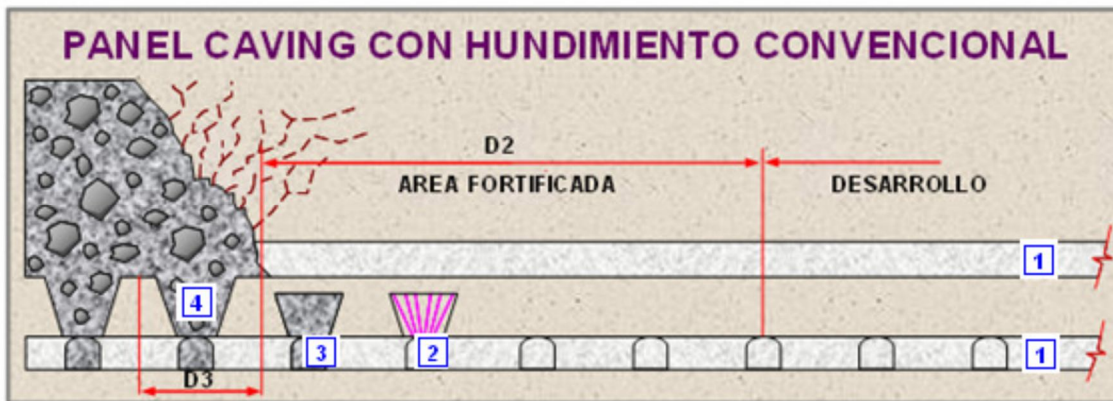 PANEL CAVING CON HUNDIMIENTO CONVENCIONAL
D2
AREA FORTIFICADA
DESARROLLO
1
4
3
2
1
D3